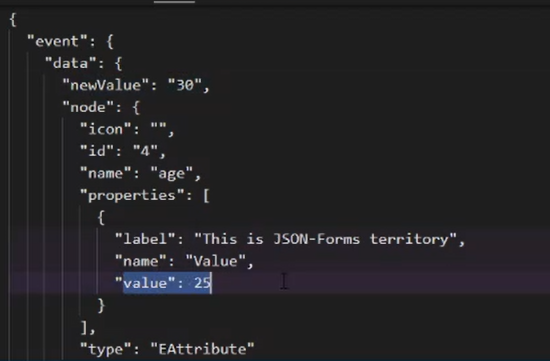 {
"event": {
"data": {
"newValue": "30",
"node": {
"icon": "",
"id": "4",
"name": "age",
"properties": [
{
"label": "This is JSON-Forms territory",
"name": "Value",
"value": 25
}
],
"type": "EAttribute"